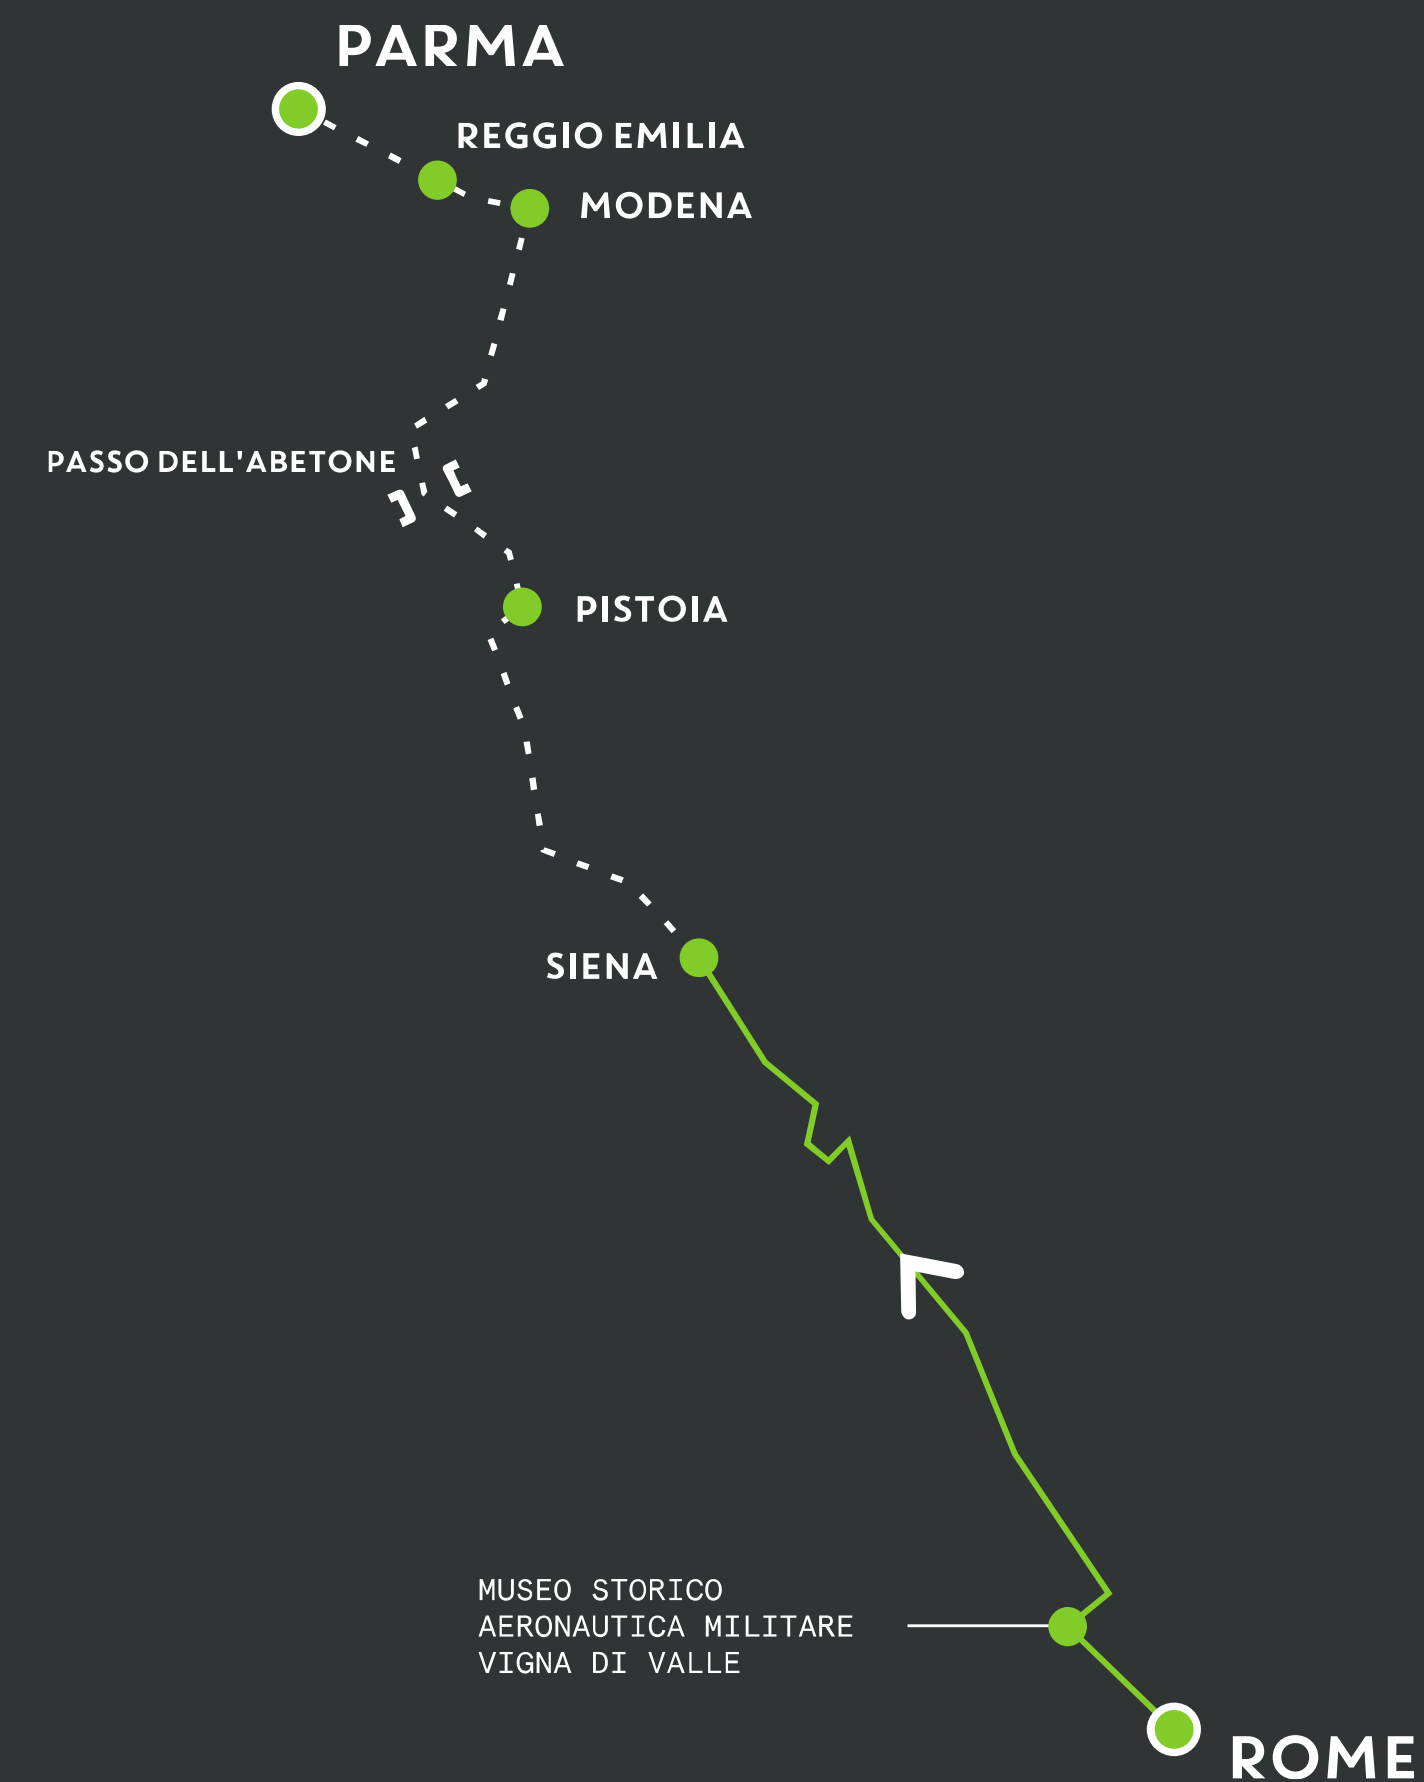 PARMA
REGGIO EMILIA
MODENA
PASSO DELL'ABETONE
PISTOIA
SIENA
MUSEO STORICO
AERONAUTICA MILITARE
VIGNA DI VALLE
ROME